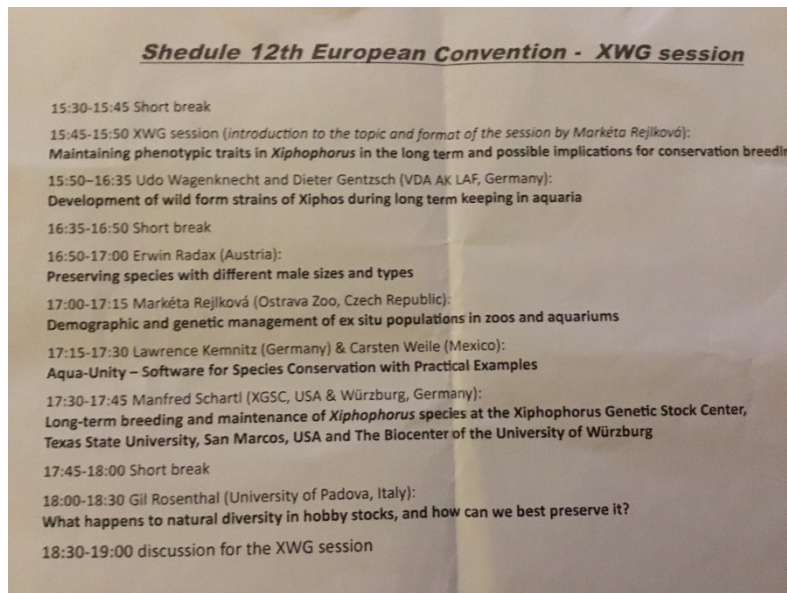 Shedule 12th European Convention - XWG session
15:30-15:45 Short break
15:45-15:50 XWG session (introduction to the topic and format of the session by Markéta Rejlková):
Maintaining phenotypic traits in Xiphophorus in the long term and possible implications for conservation
15:50–16:35 Udo Wagenknecht and Dieter Gentzsch (VDA AK LAF, Germany):
Development of wild form strains of Xiphos during long term keeping in aquaria
16:35-16:50 Short break
16:50-17:00 Erwin Radax (Austria):
Preserving species with different male sizes and types
17:00-17:15 Markéta Rejlková (Ostrava Zoo, Czech Republic):
Demographic and genetic management of ex situ populations in zoos and aquariums
17:15-17:30 Lawrence Kemnitz (Germany) & Carsten Weile (Mexico):
Aqua-Unity – Software for Species Conservation with Practical Examples
17:30-17:45 Manfred Schartl (XGSC, USA & Würzburg, Germany):
Long-term breeding and maintenance of Xiphophorus species at the Xiphophorus Genetic Stock Center,
Texas State University, San Marcos, USA and The Biocenter of the University of Würzburg
17:45-18:00 Short break
18:00-18:30 Gil Rosenthal (University of Padova, Italy):
What happens to natural diversity in hobby stocks, and how can we best preserve it?
18:30-19:00 discussion for the XWG session